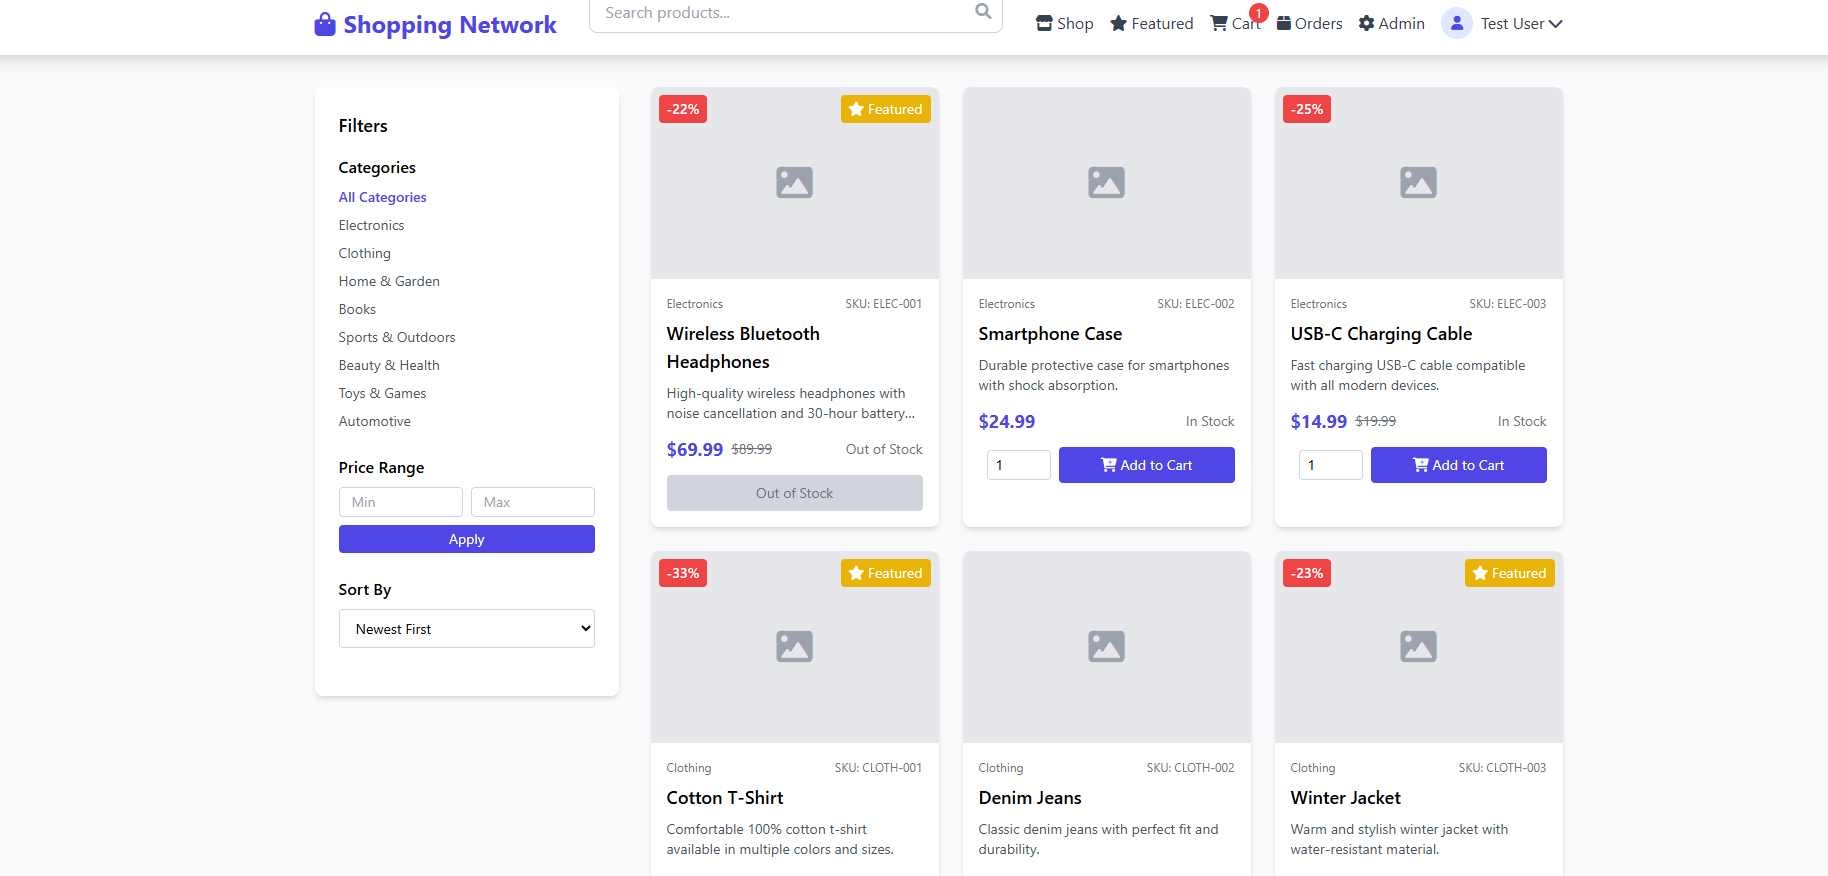 Shopping Network
Search products...
Shop
Featured
Cart
1
Orders
Admin
Test User
Filters
Categories
All Categories
Electronics
Clothing
Home & Garden
Books
Sports & Outdoors
Beauty & Health
Toys & Games
Automotive
Price Range
Min
Max
Apply
Sort By
Newest First
-22%
Featured
Electronics
SKU: ELEC-001
Wireless Bluetooth
Headphones
High-quality wireless headphones with
noise cancellation and 30-hour battery...
$69.99 $89.99
Out of Stock
Out of Stock
Electronics
SKU: ELEC-002
Smartphone Case
Durable protective case for smartphones
with shock absorption.
$24.99
In Stock
1
Add to Cart
-25%
Electronics
SKU: ELEC-003
USB-C Charging Cable
Fast charging USB-C cable compatible
with all modern devices.
$14.99 $19.99
In Stock
1
Add to Cart
-33%
Featured
Clothing
SKU: CLOTH-001
Cotton T-Shirt
Comfortable 100% cotton t-shirt
available in multiple colors and sizes.
Clothing
SKU: CLOTH-002
Denim Jeans
Classic denim jeans with perfect fit and
durability.
-23%
Featured
Clothing
SKU: CLOTH-003
Winter Jacket
Warm and stylish winter jacket with
water-resistant material.